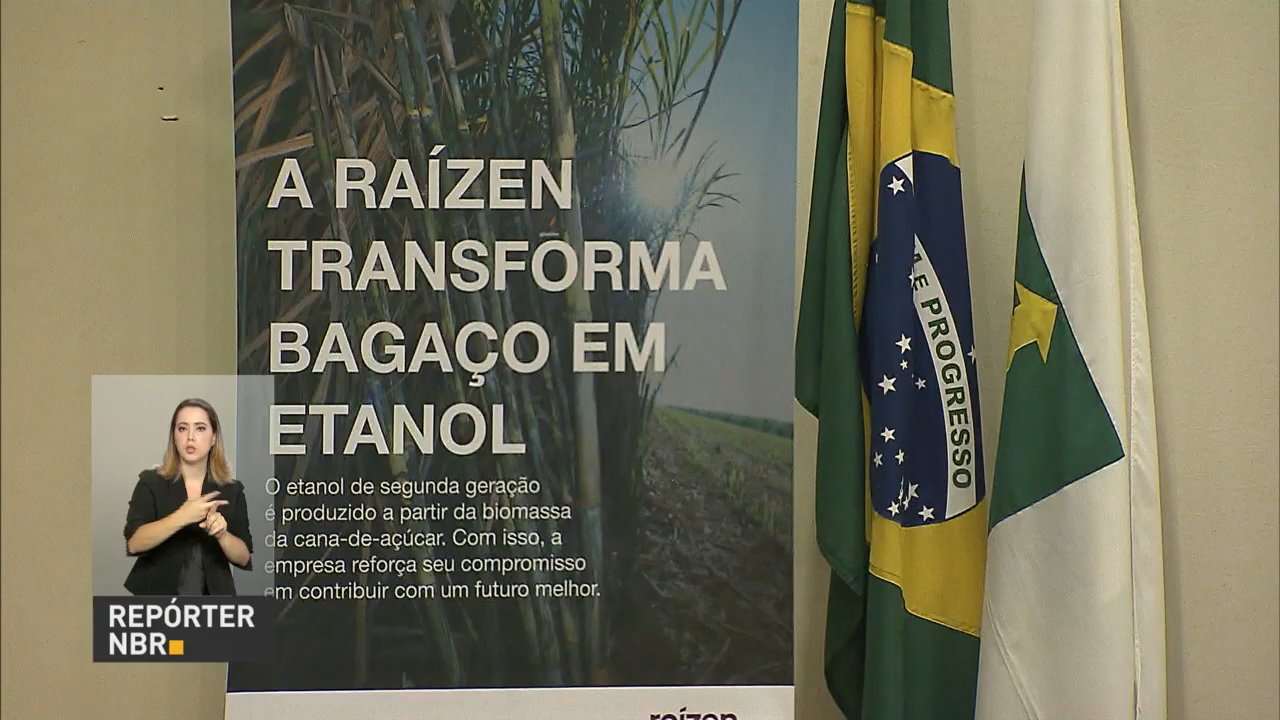 A RAÍZEN
TRANSFORMA
BAGAÇO EM
ETANOL
O etanol de segunda geração
é produzido a partir da biomassa
da cana-de-açúcar. Com isso, a
empresa reforça seu compromisso
em contribuir com um futuro melhor.
raízen
E PROGRESSO
REPÓRTER
NBR